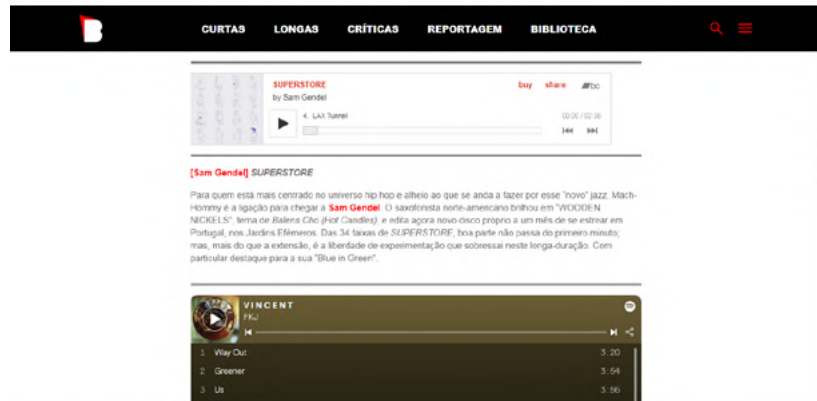 CURTAS LONGAS CRÍTICAS REPORTAGEM BIBLIOTECA
SUPERSTORE buy share bc
by Sam Gendel
4. LAX Tunnel 00:00 / 02:06
[Sam Gendel] SUPERSTORE
Para quem está mais centrado no universo hip hop e alheio ao que se anda a fazer por esse "novo" jazz, Mach-
Hommy é a ligação para chegar a Sam Gendel. O saxofonista norte-americano brilhou em "WOODEN
NICKELS", tema de Balens Cho (Hot Candles), e edita agora novo disco próprio a um mês de se estrear em
Portugal, nos Jardins Efémeros. Das 34 faixas de SUPERSTORE, boa parte não passa do primeiro minuto;
mas, mais do que a extensão, é a liberdade de experimentação que sobressai neste longa-duração. Com
particular destaque para a sua "Blue in Green".
VINCENT
FKJ
1 Way Out 3:20
2 Greener 3:54
3 Us 3:56